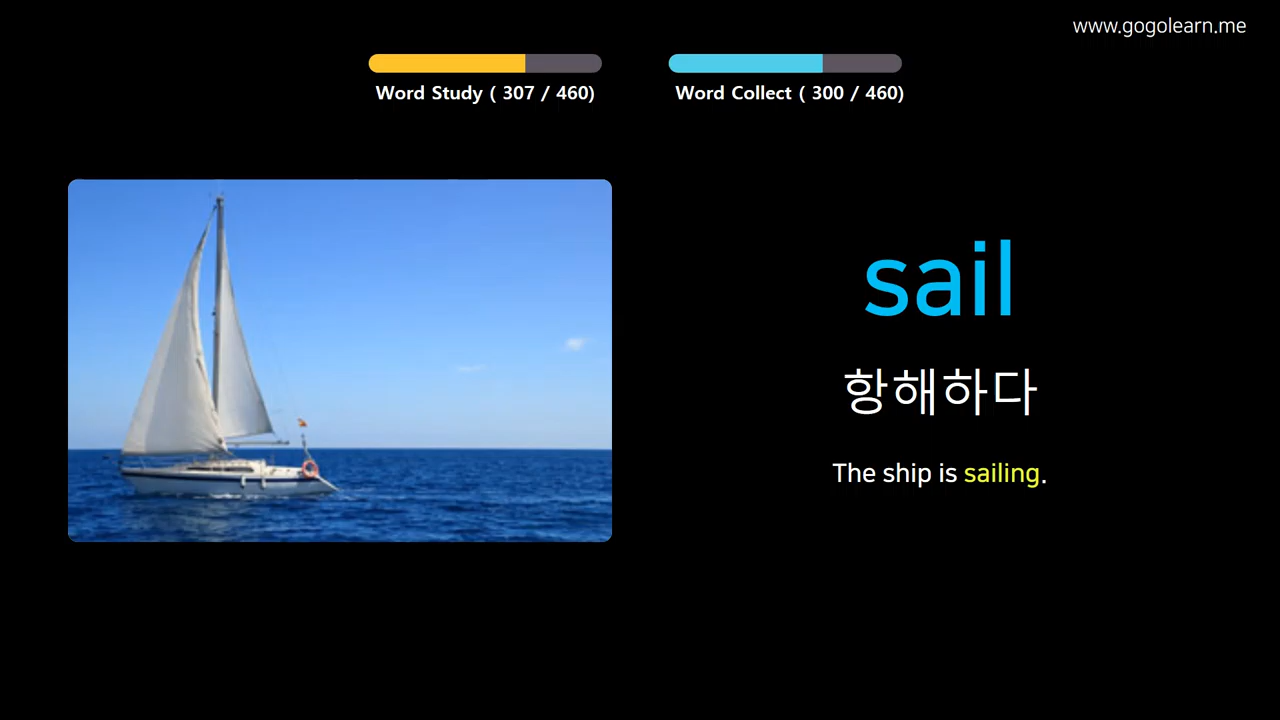 www.gogolearn.me
Word Study ( 307 / 460)
Word Collect ( 300 / 460)
sail
항해하다
The ship is sailing.